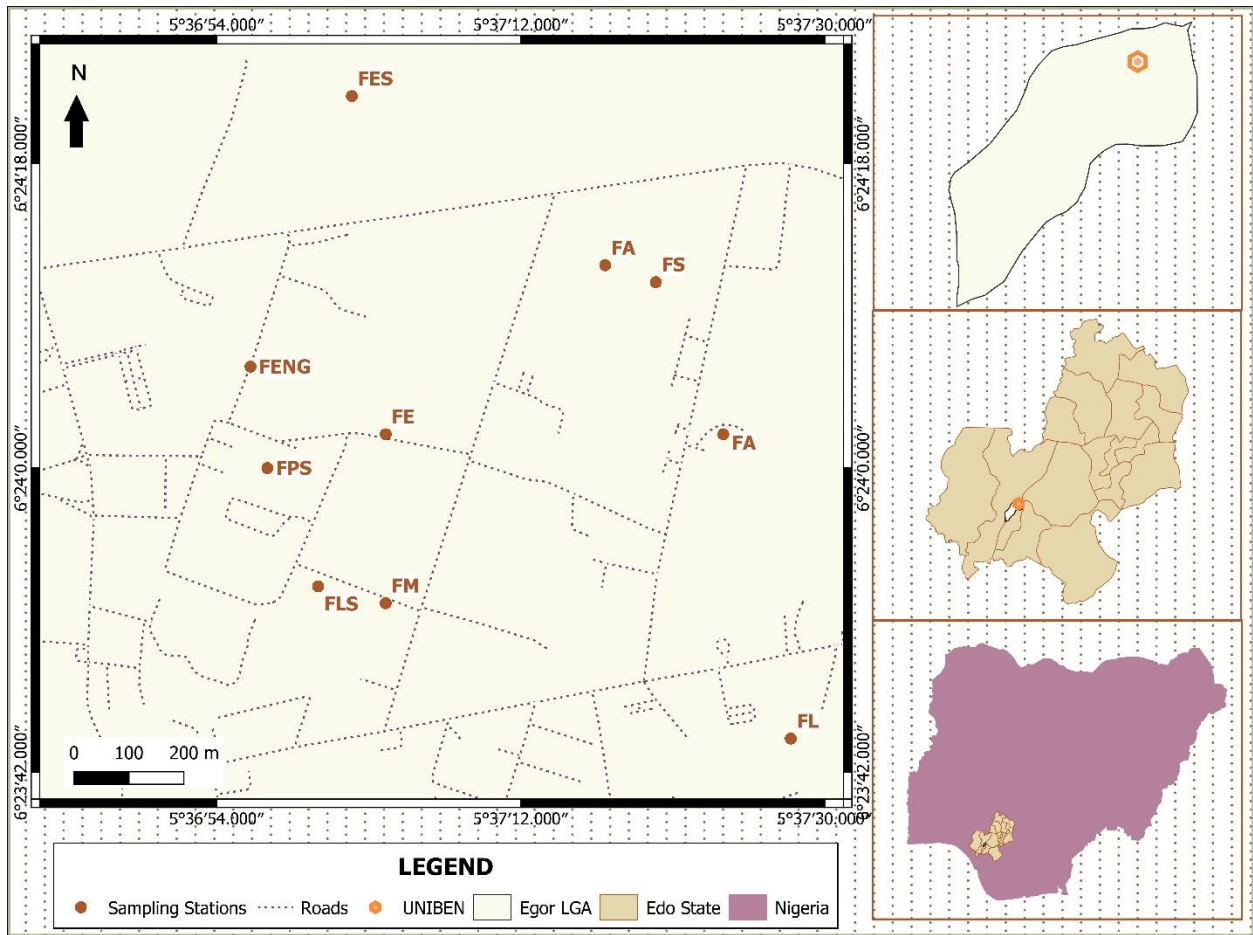 5°36'54.000" 5°37'12.000" 5°37'30.000"
N
FES
6°24'18.000" 6°24'18.000"
FA
FS
FENG
FE
FA
FPS
6°24'0.000" 6°24'0.000"
FLS
FM
FL
0 100 200 m
6°23'42.000" 6°23'42.000"
5°36'54.000" 5°37'12.000" 5°37'30.000"
LEGEND
Sampling Stations Roads UNIBEN Egor LGA Edo State Nigeria